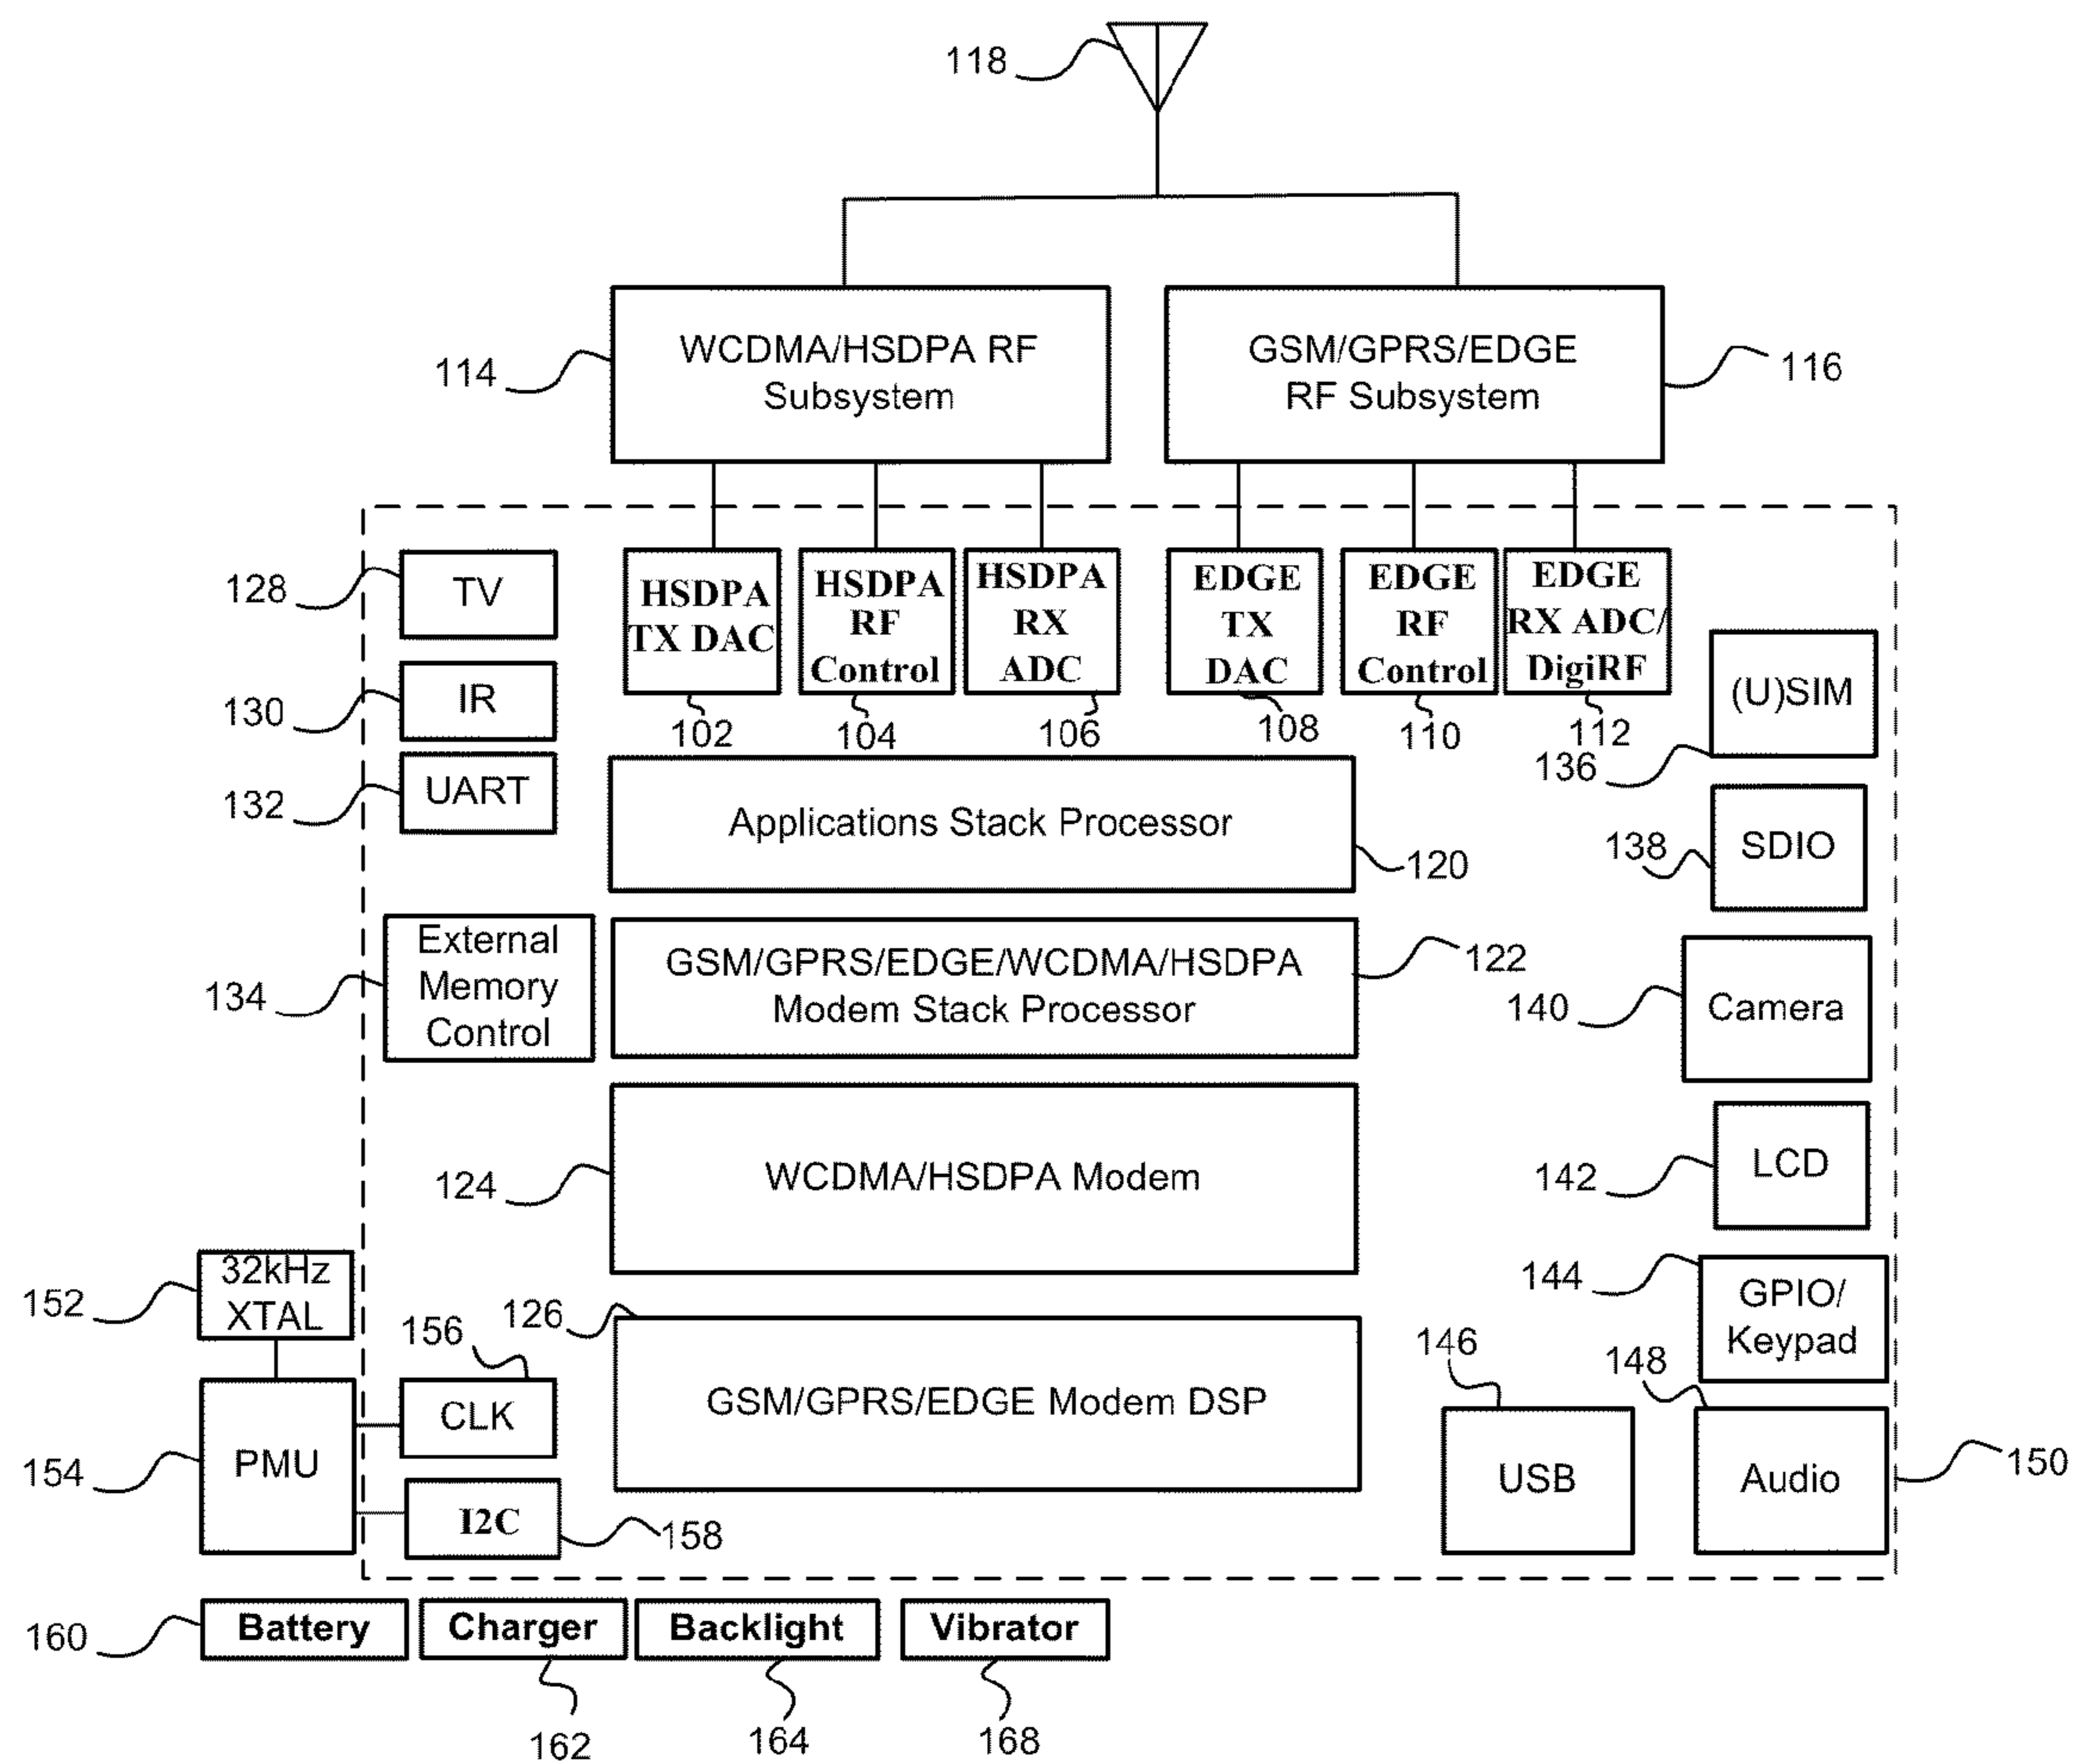 118
WCDMA/HSDPA RF
Subsystem
114
GSM/GPRS/EDGE
RF Subsystem
116
TV
128
HSDPA
TX DAC
102
HSDPA
RF
Control
104
HSDPA
RX
ADC
106
EDGE
TX
DAC
108
EDGE
RF
Control
110
EDGE
RX ADC/
DigiRF
112
IR
130
UART
132
(U)SIM
136
Applications Stack Processor
120
SDIO
138
External
Memory
Control
134
GSM/GPRS/EDGE/WCDMA/HSDPA
Modem Stack Processor
122
Camera
140
WCDMA/HSDPA Modem
124
LCD
142
32kHz
XTAL
152
126
GSM/GPRS/EDGE Modem DSP
156
CLK
PMU
154
I2C
158
144
GPIO/
Keypad
146
USB
148
Audio
150
Battery
160
Charger
162
Backlight
164
Vibrator
168